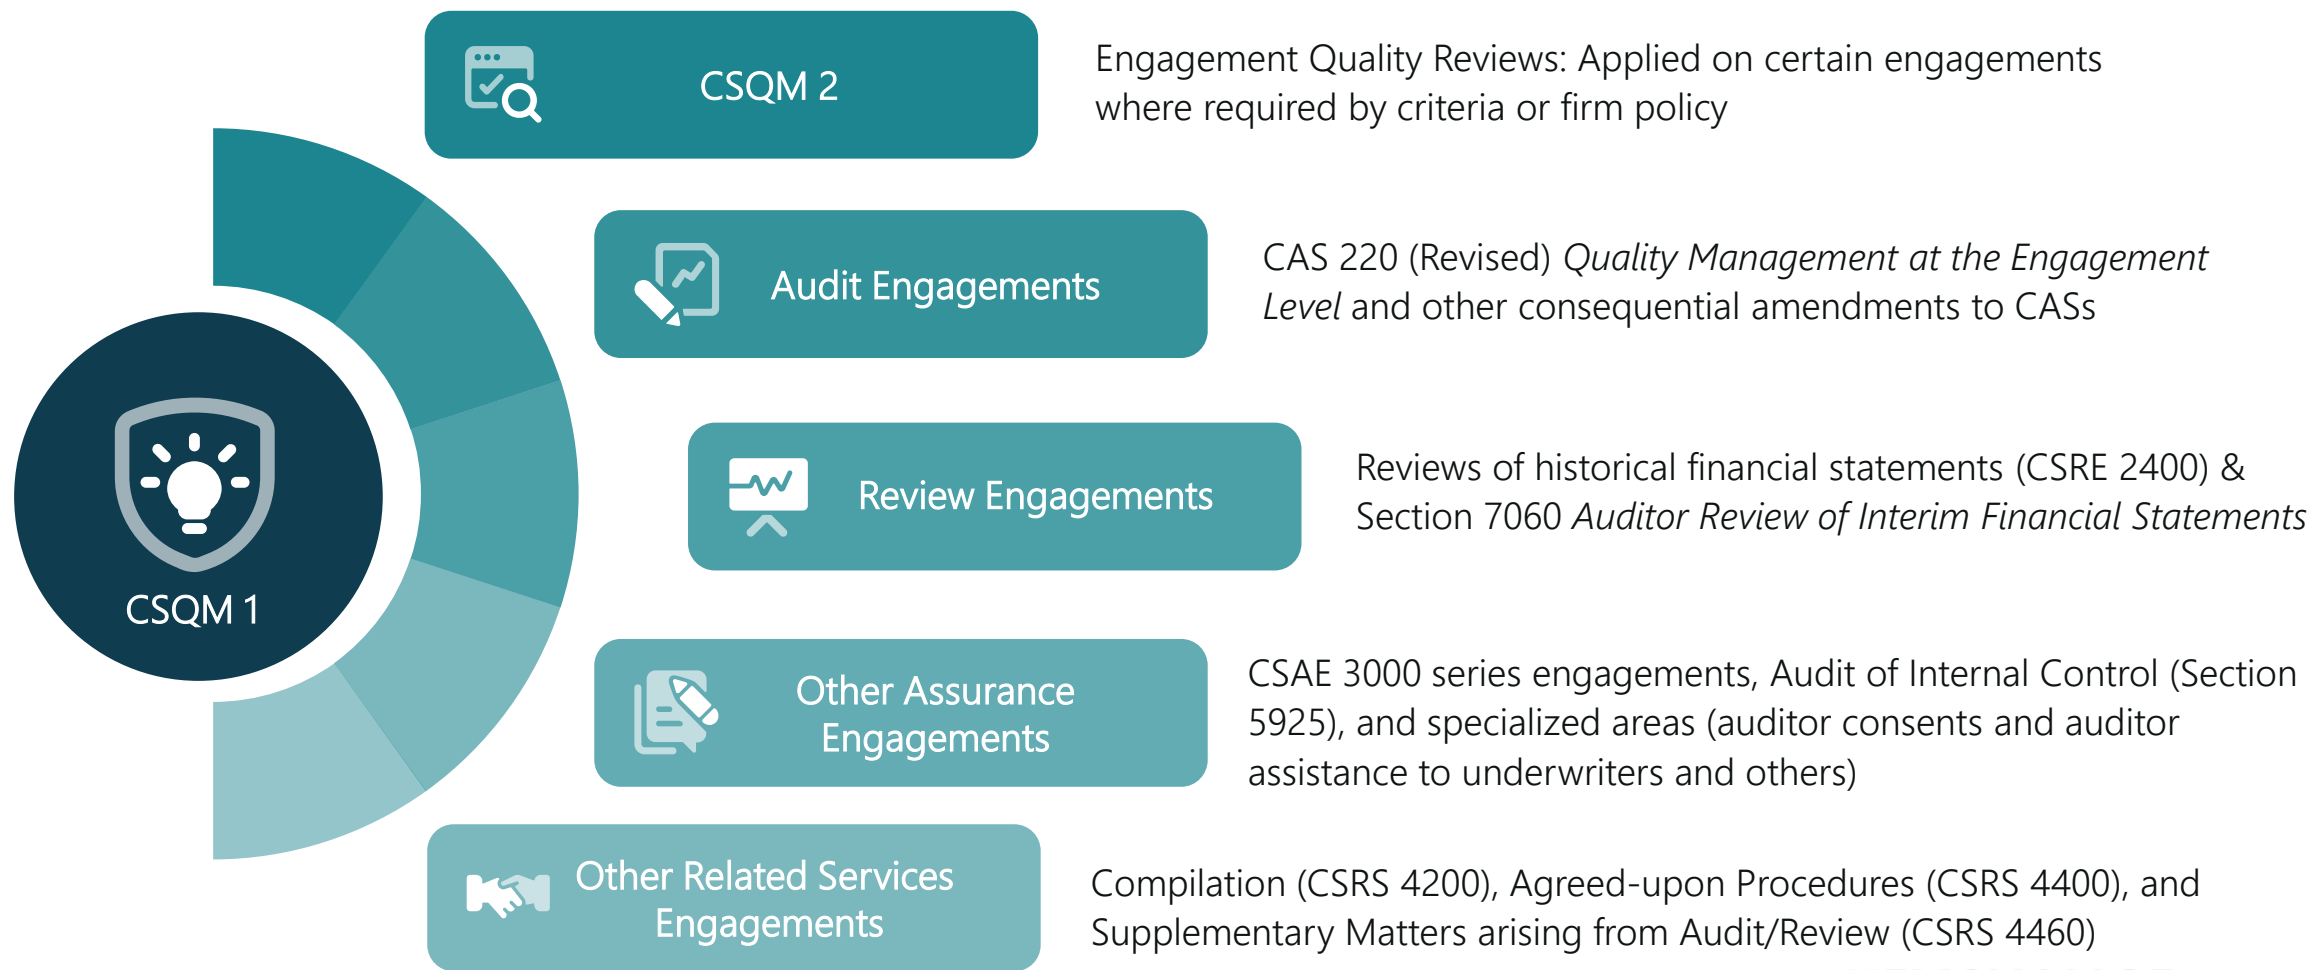 CSQM 1
CSQM 2
Engagement Quality Reviews: Applied on certain engagements
where required by criteria or firm policy
Audit Engagements
CAS 220 (Revised) Quality Management at the Engagement
Level and other consequential amendments to CASs
Review Engagements
Reviews of historical financial statements (CSRE 2400) &
Section 7060 Auditor Review of Interim Financial Statements
Other Assurance
Engagements
CSAE 3000 series engagements, Audit of Internal Control (Section
5925), and specialized areas (auditor consents and auditor
assistance to underwriters and others)
Other Related Services
Engagements
Compilation (CSRS 4200), Agreed-upon Procedures (CSRS 4400), and
Supplementary Matters arising from Audit/Review (CSRS 4460)